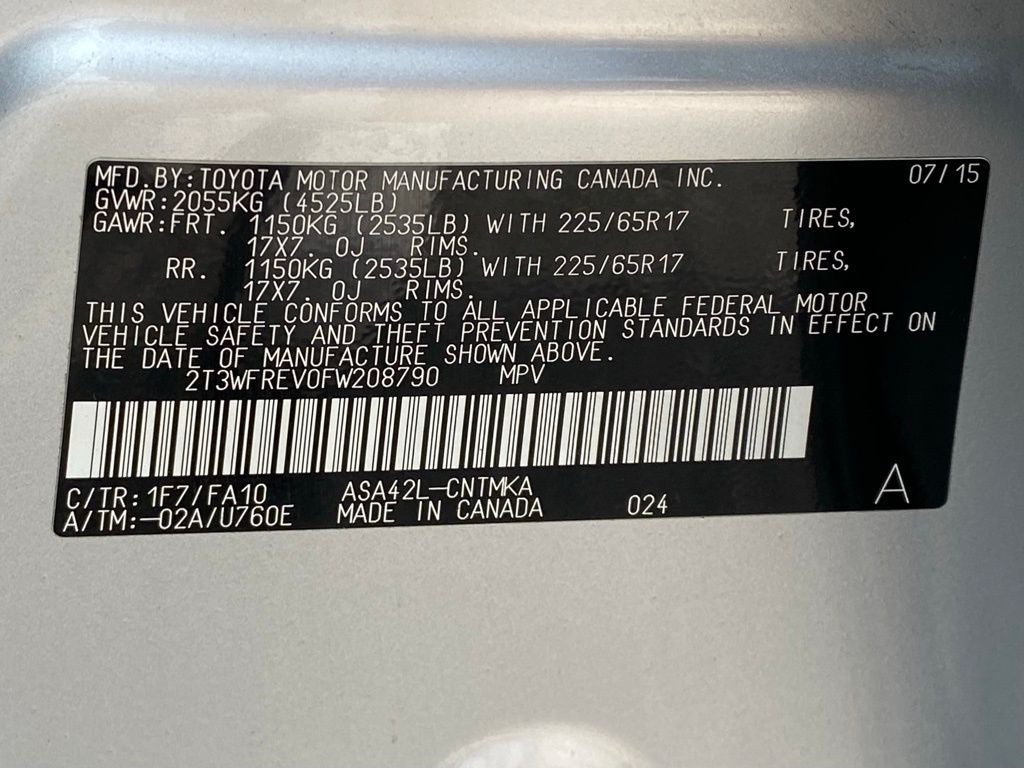 MFD.BY:TOYOTA MOTOR MANUFACTURING CANADA INC. 07/15
GVWR:2055KG (4525LB)
GAWR:FRT. 1150KG (2535LB) WITH 225/65R17 TIRES,
17X7.0J RIMS.
RR. 1150KG (2535LB) WITH 225/65R17 TIRES,
17X7.0J RIMS.
THIS VEHICLE CONFORMS TO ALL APPLICABLE FEDERAL MOTOR
VEHICLE SAFETY AND THEFT PREVENTION STANDARDS IN EFFECT ON
THE DATE OF MANUFACTURE SHOWN ABOVE.
2T3WFREV0FW208790 MPV
C/TR:1F7/FA10 ASA42L-CNTMKA
A/TM:-02A/U760E MADE IN CANADA 024 A